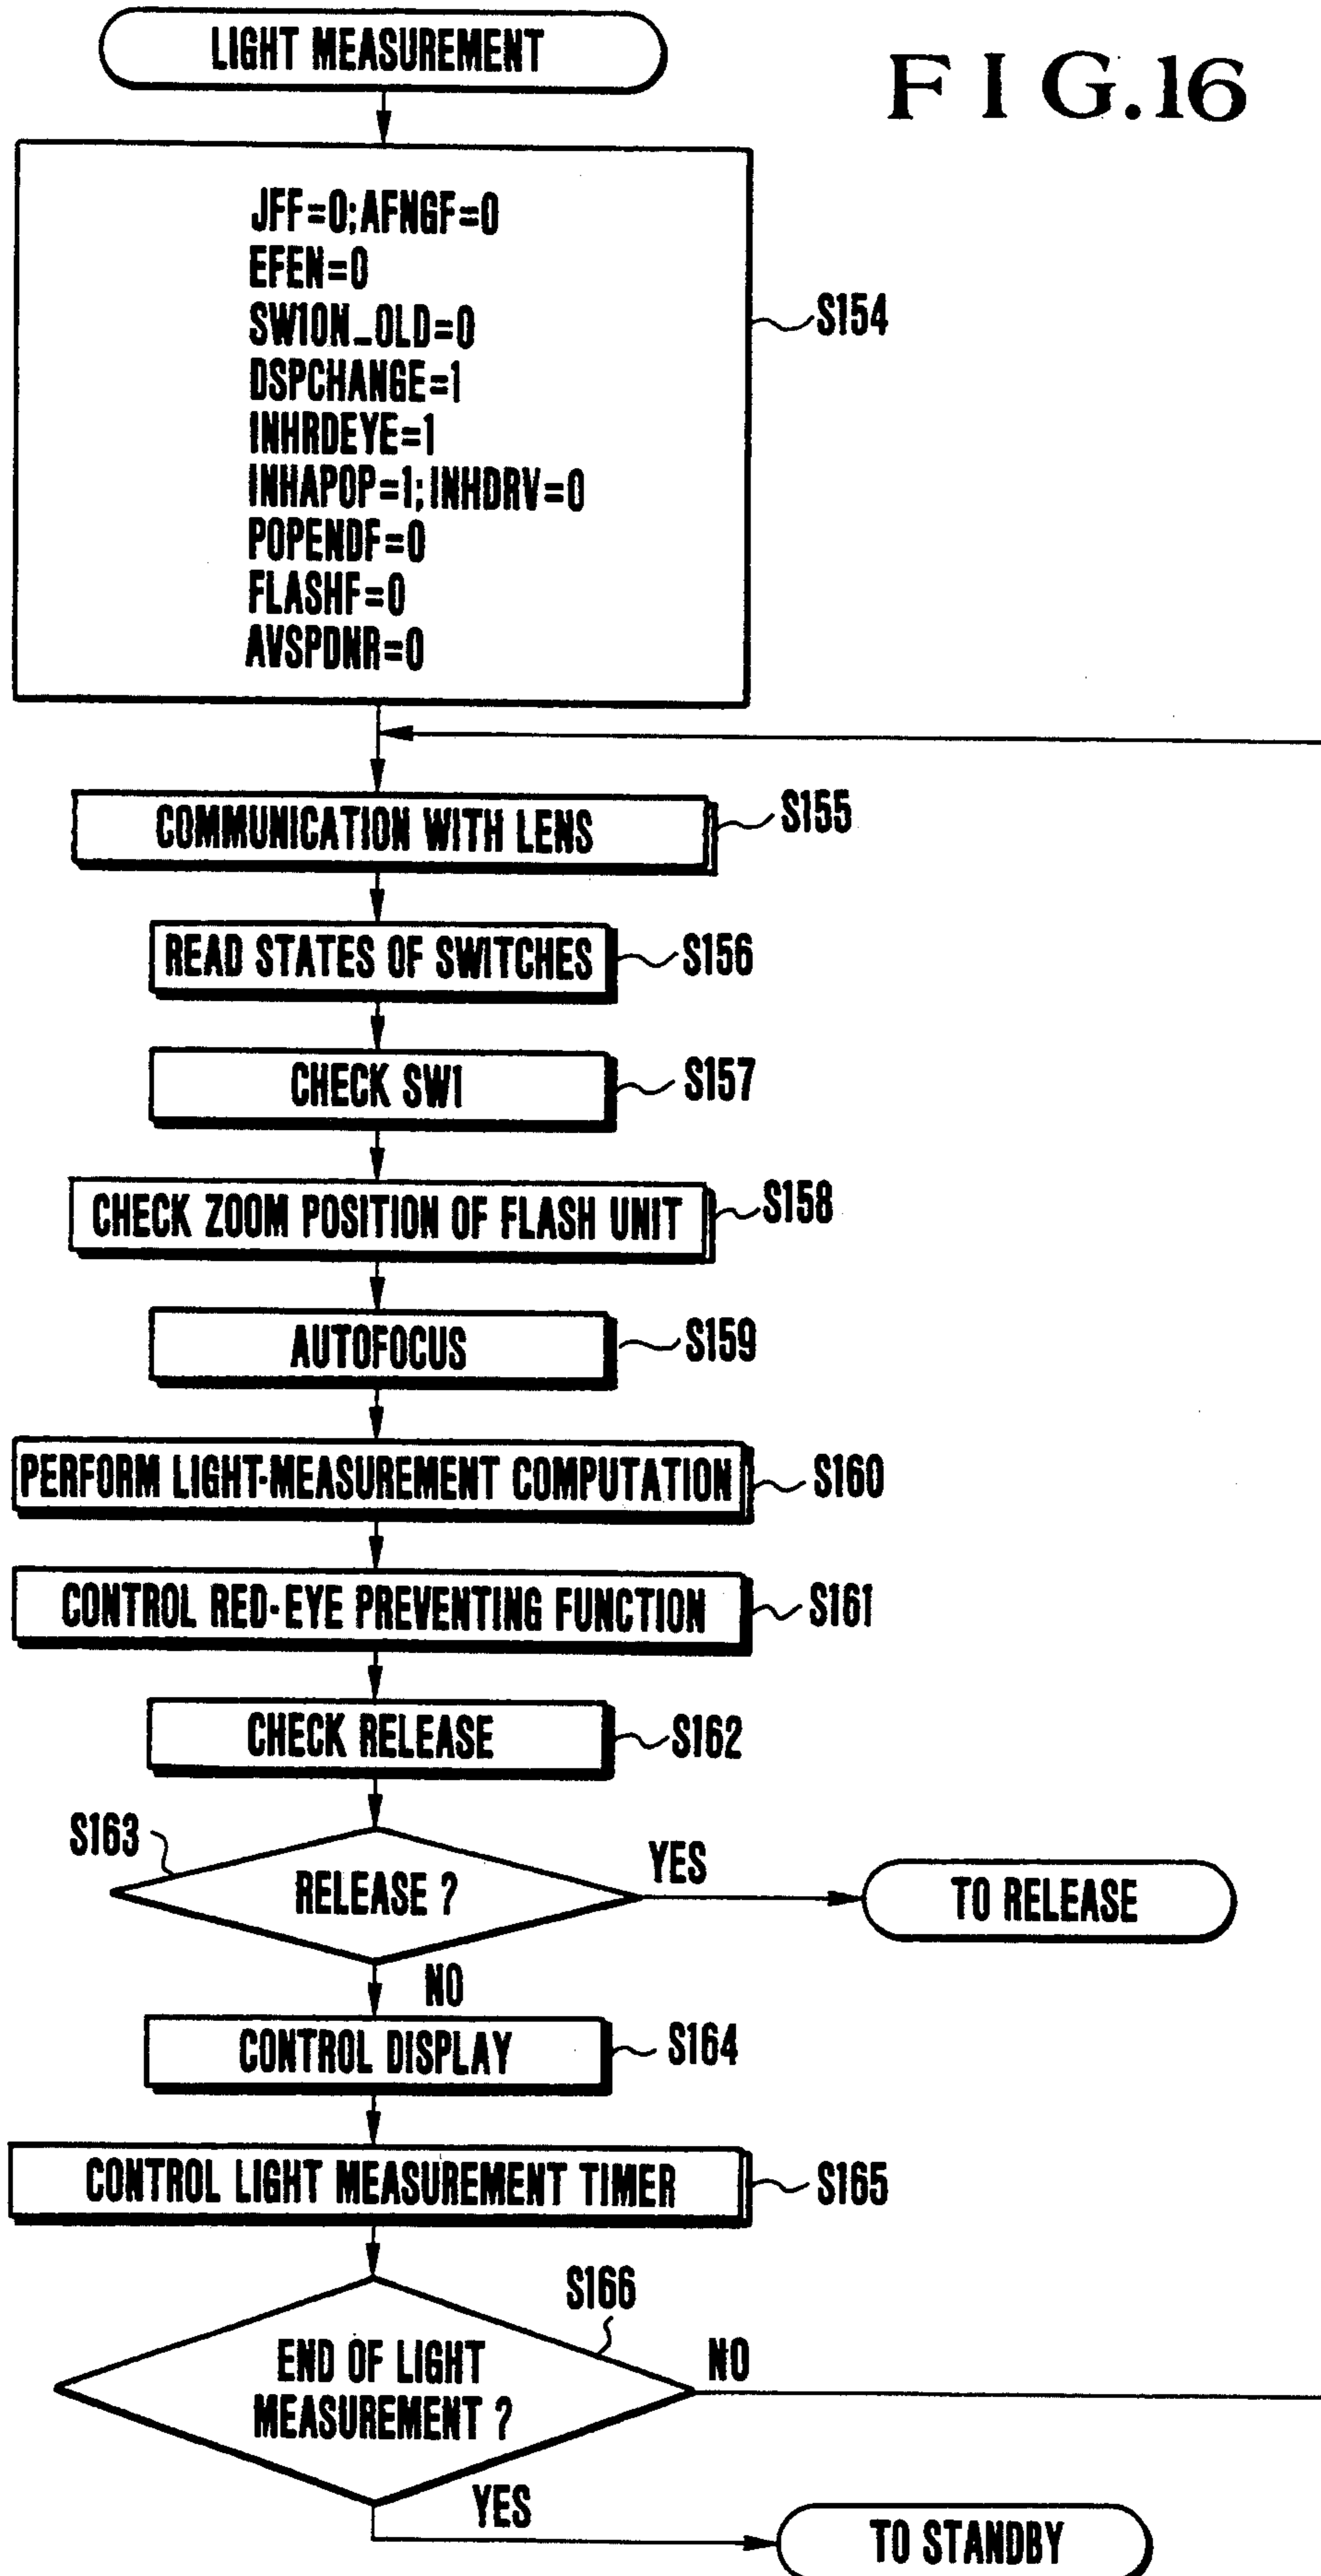 LIGHT MEASUREMENT
FIG.16
JFF=0;AFNGF=0
EFEN=0
SW1ON_OLD=0
DSPCHANGE=1
INHRDEYE=1
INHAPOP=1;INHDRV=0
POPENDF=0
FLASHF=0
AVSPDNR=0
S154
COMMUNICATION WITH LENS
S155
READ STATES OF SWITCHES
S156
CHECK SW1
S157
CHECK ZOOM POSITION OF FLASH UNIT
S158
AUTOFOCUS
S159
PERFORM LIGHT-MEASUREMENT COMPUTATION
S160
CONTROL RED-EYE PREVENTING FUNCTION
S161
CHECK RELEASE
S162
S163
RELEASE ?
YES
TO RELEASE
NO
CONTROL DISPLAY
S164
CONTROL LIGHT MEASUREMENT TIMER
S165
S166
END OF LIGHT
MEASUREMENT ?
NO
YES
TO STANDBY